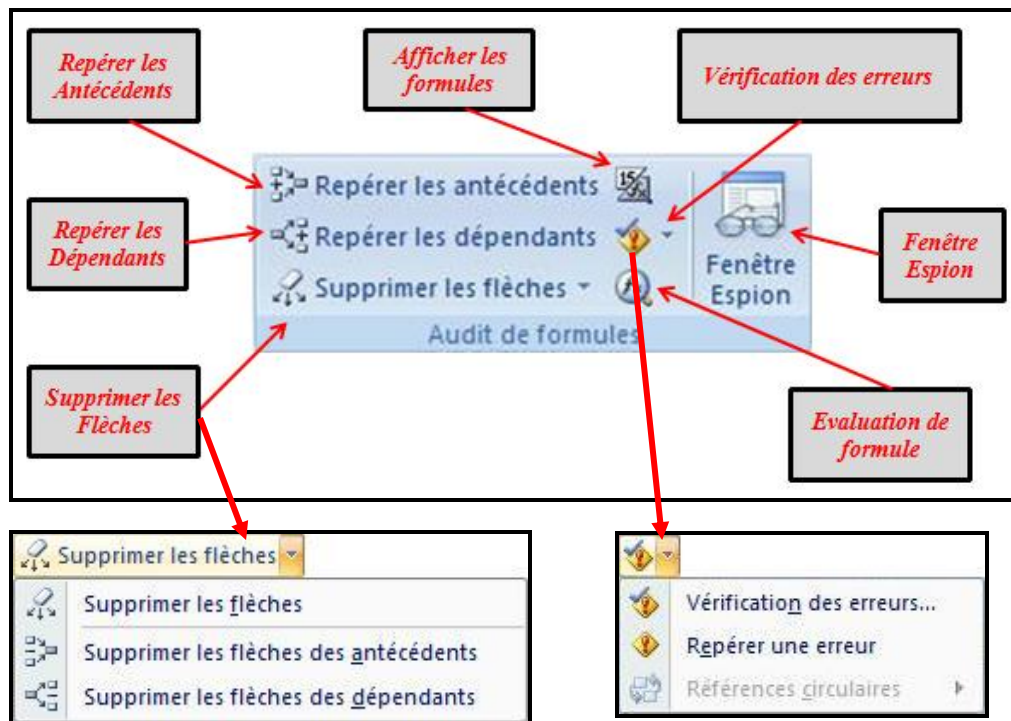 Repérer les
Antécédents
Afficher les
formules
Vérification des erreurs
Repérer les antécédents
Repérer les
Dépendants
Repérer les dépendants
Fenêtre
Espion
Fenêtre
Espion
Supprimer les flèches
Audit de formules
Supprimer les
Flèches
Evaluation de
formule
Supprimer les flèches
Supprimer les flèches
Supprimer les flèches des antécédents
Supprimer les flèches des dépendants
Vérification des erreurs...
Repérer une erreur
Références circulaires